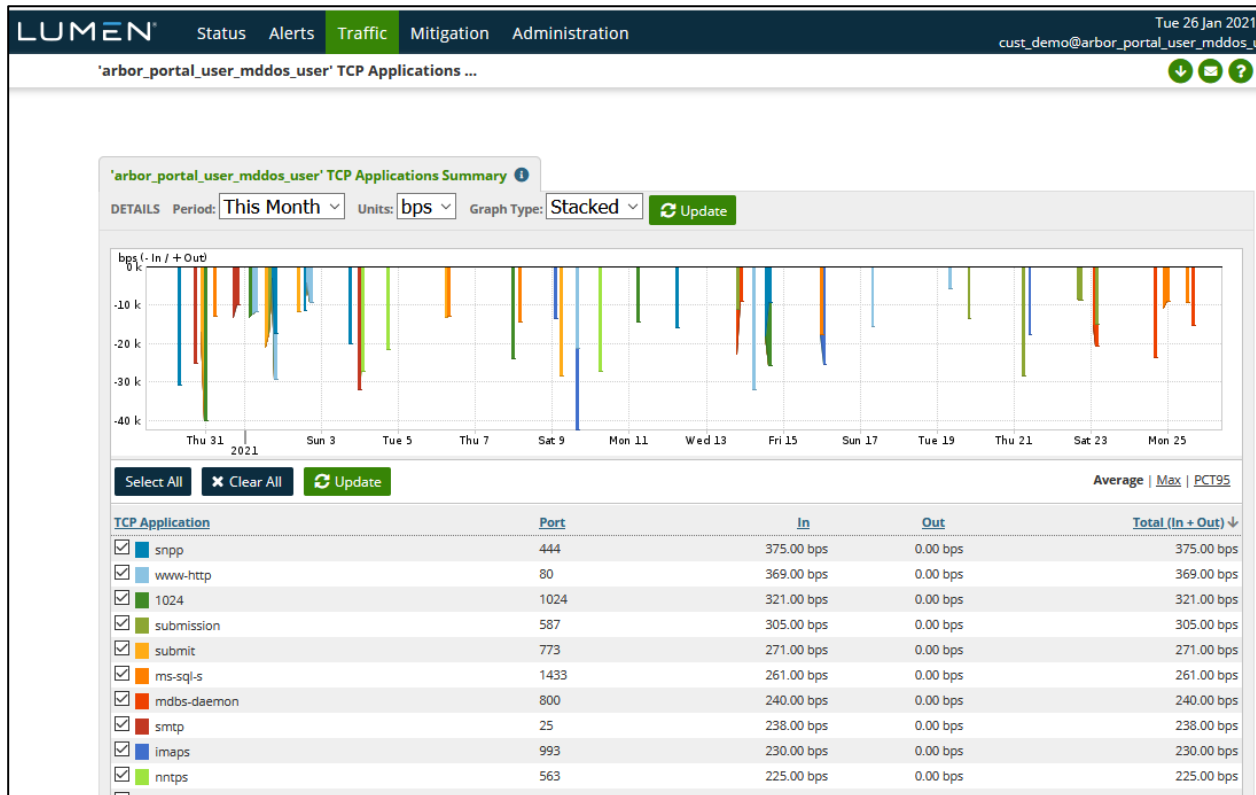 LUMEN Status Alerts Traffic Mitigation Administration
Tue 26 Jan 2021
cust_demo@arbor_portal_user_mddos_u
'arbor_portal_user_mddos_user' TCP Applications ...
'arbor_portal_user_mddos_user' TCP Applications Summary
DETAILS Period: This Month Units: bps Graph Type: Stacked Update
bps (- In / + Out)
0 k
-10 k
-20 k
-30 k
-40 k
Thu 31 Sun 3 Tue 5 Thu 7 Sat 9 Mon 11 Wed 13 Fri 15 Sun 17 Tue 19 Thu 21 Sat 23 Mon 25
2021
Select All Clear All Update Average | Max | PCT95
TCP Application Port In Out Total (In + Out)
snpp 444 375.00 bps 0.00 bps 375.00 bps
www-http 80 369.00 bps 0.00 bps 369.00 bps
1024 1024 321.00 bps 0.00 bps 321.00 bps
submission 587 305.00 bps 0.00 bps 305.00 bps
submit 773 271.00 bps 0.00 bps 271.00 bps
ms-sql-s 1433 261.00 bps 0.00 bps 261.00 bps
mdbs-daemon 800 240.00 bps 0.00 bps 240.00 bps
smtp 25 238.00 bps 0.00 bps 238.00 bps
imaps 993 230.00 bps 0.00 bps 230.00 bps
nntps 563 225.00 bps 0.00 bps 225.00 bps